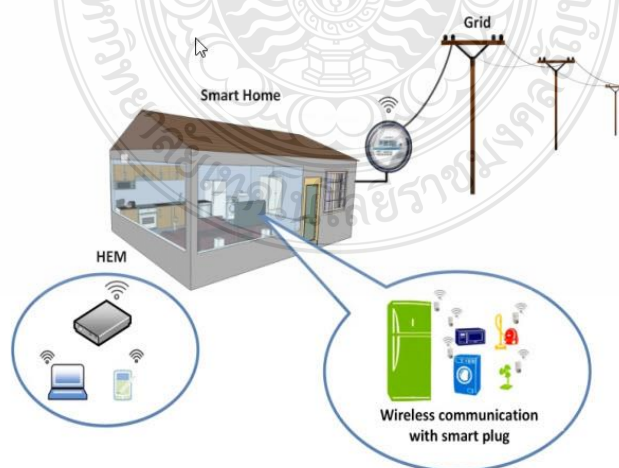 Grid
Smart Home
HEM
Wireless communication
with smart plug